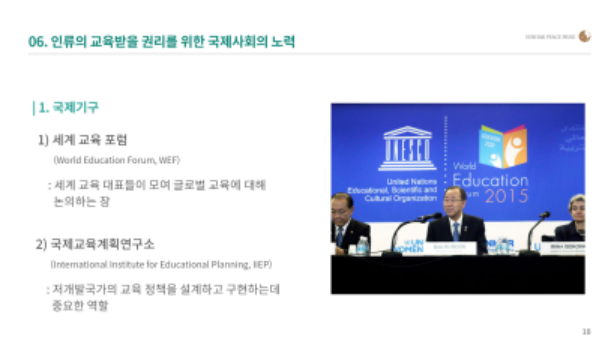 06. 인류의 교육받을 권리를 위한 국제사회의 노력
| 1. 국제기구
1) 세계 교육 포럼
(World Education Forum, WEF)
: 세계 교육 대표들이 모여 글로벌 교육에 대해
논의하는 장
2) 국제교육계획연구소
(International Institute for Educational Planning, IIEP)
: 저개발국가의 교육 정책을 설계하고 구현하는데
중요한 역할
United Nations
Educational, Scientific and
Cultural Organization
World
Education
Forum 2015
UN
WOMEN
18